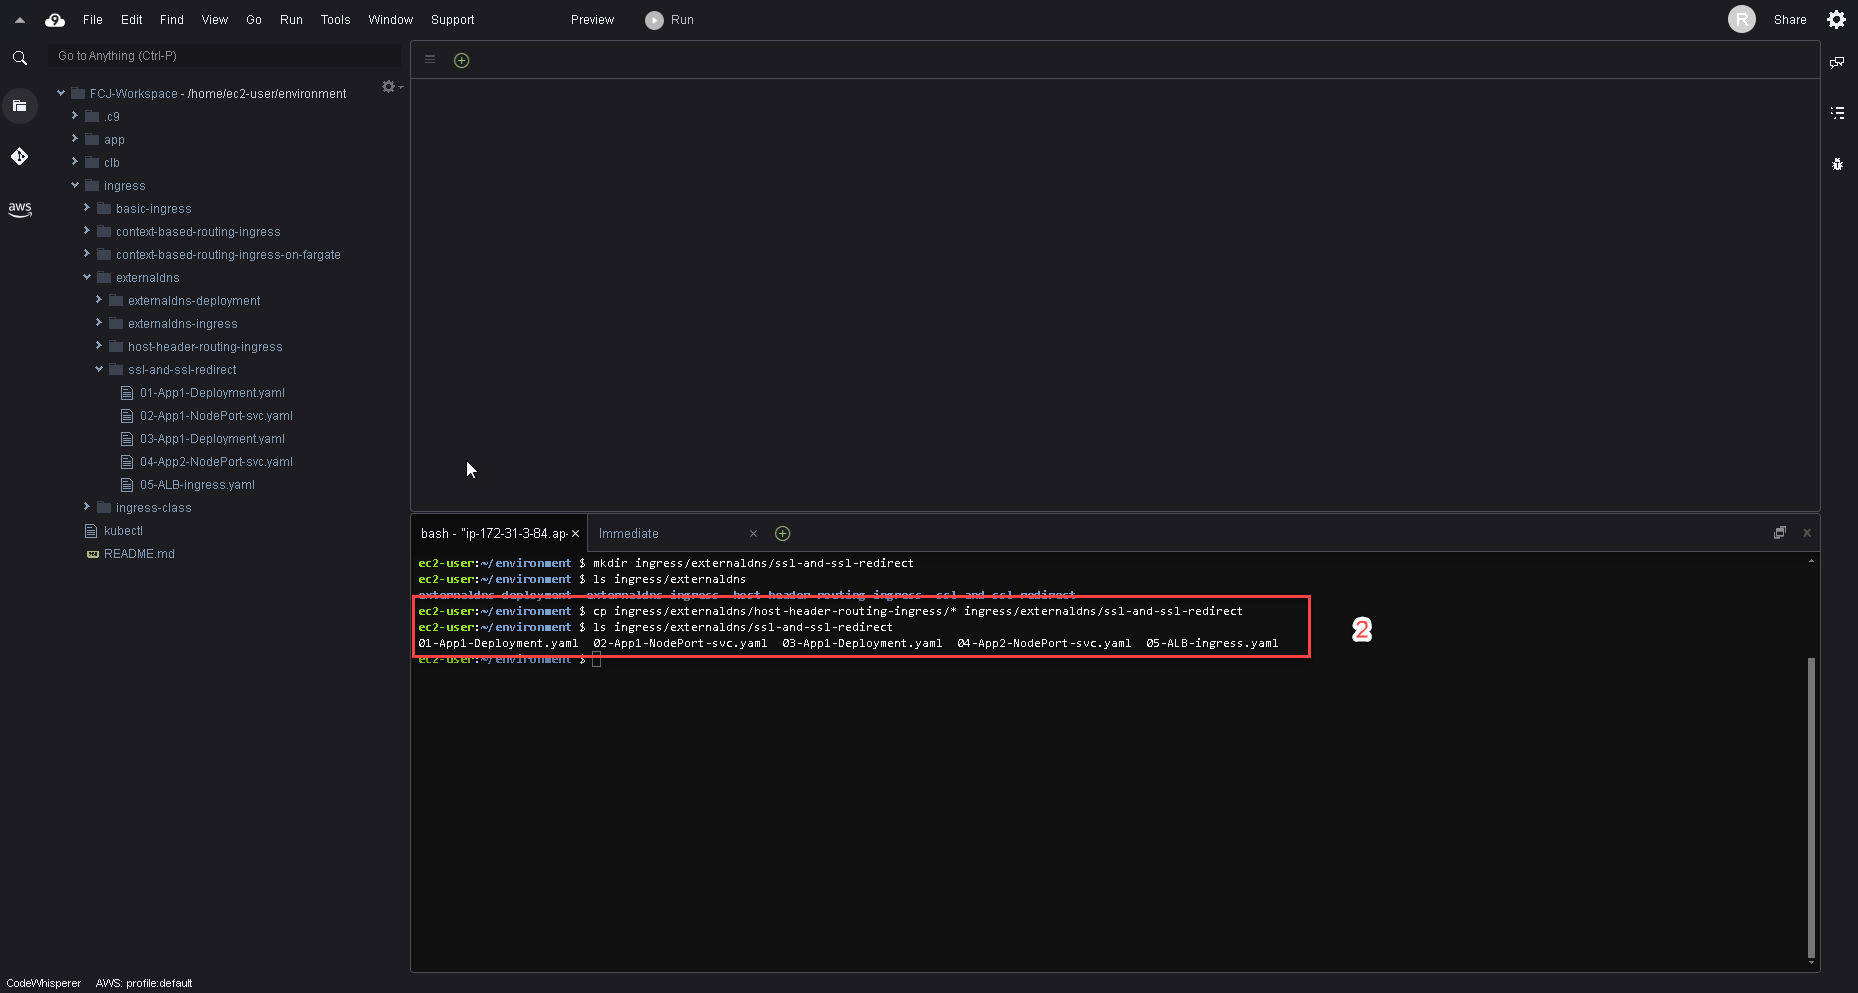 File Edit Find View Go Run Tools Window Support Preview Run R Share
Go to Anything (Ctrl-P)
FCJ-Workspace - /home/ec2-user/environment
.c9
app
clb
aws
ingress
basic-ingress
context-based-routing-ingress
context-based-routing-ingress-on-fargate
externaldns
externaldns-deployment
externaldns-ingress
host-header-routing-ingress
ssl-and-ssl-redirect
01-App1-Deployment.yaml
02-App1-NodePort-svc.yaml
03-App1-Deployment.yaml
04-App2-NodePort-svc.yaml
05-ALB-ingress.yaml
ingress-class
kubectl
README.md
bash - "ip-172-31-3-84.ap- Immediate
ec2-user:~/environment $ mkdir ingress/externaldns/ssl-and-ssl-redirect
ec2-user:~/environment $ ls ingress/externaldns
externaldns-deployment externaldns-ingress host-header-routing-ingress ssl-and-ssl-redirect
ec2-user:~/environment $ cp ingress/externaldns/host-header-routing-ingress/* ingress/externaldns/ssl-and-ssl-redirect
ec2-user:~/environment $ ls ingress/externaldns/ssl-and-ssl-redirect
01-App1-Deployment.yaml 02-App1-NodePort-svc.yaml 03-App1-Deployment.yaml 04-App2-NodePort-svc.yaml 05-ALB-ingress.yaml
ec2-user:~/environment $
2
CodeWhisperer AWS: profile:default